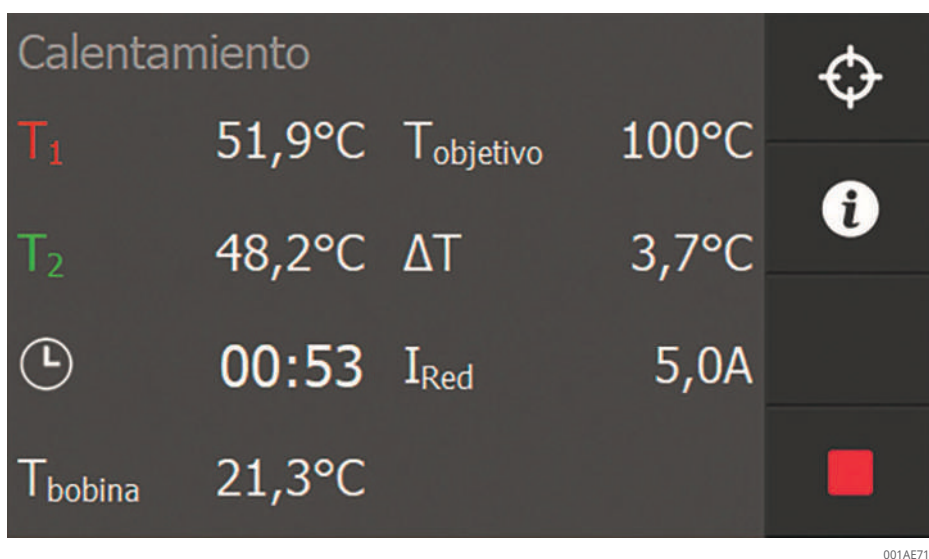 Calentamiento
T1 51,9°C Tobjetivo 100°C
T2 48,2°C ΔT 3,7°C
00:53 IRed 5,0A
Tbobina 21,3°C
i
001AE71